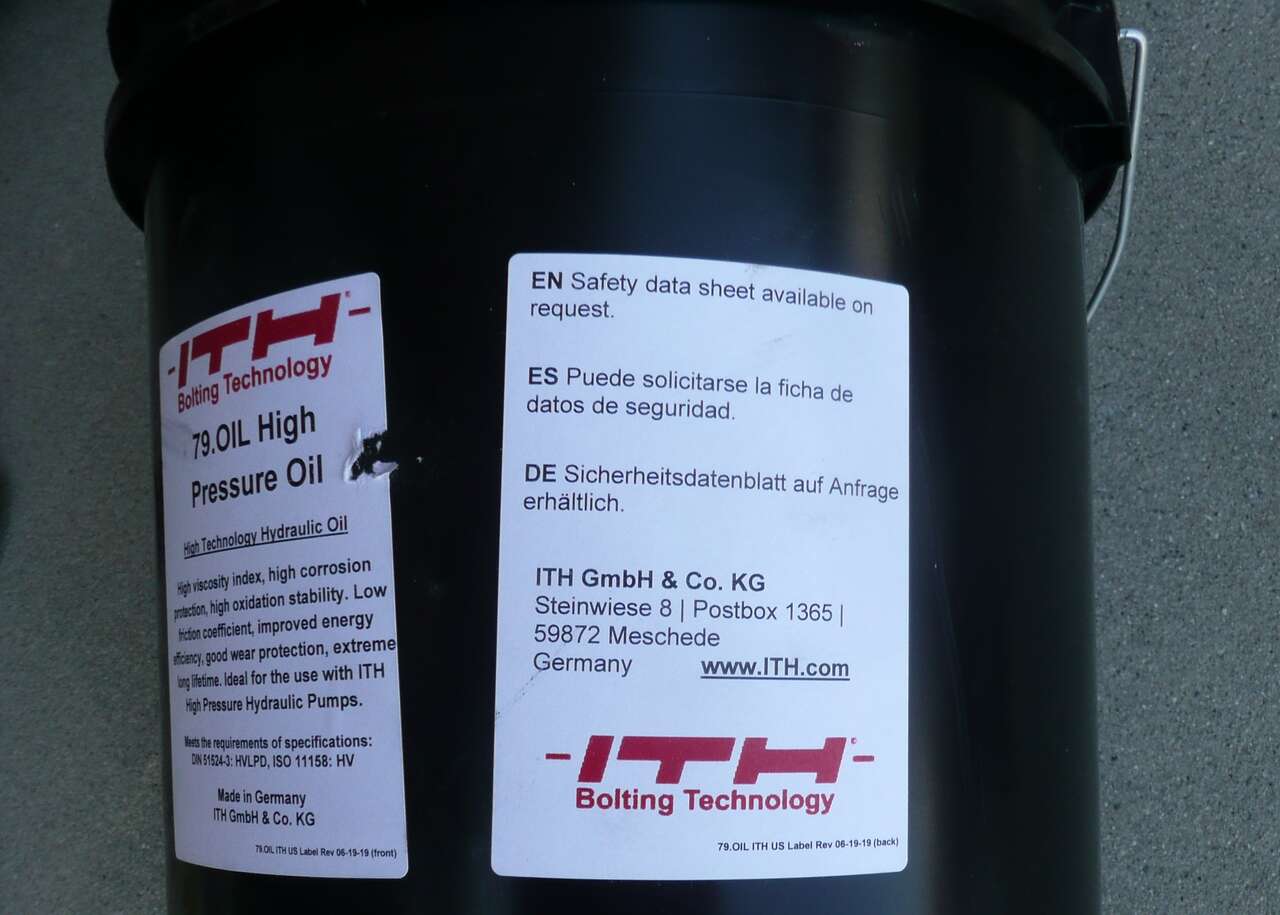 ITH
Bolting Technology
79.OIL High
Pressure Oil
High Technology Hydraulic Oil
High viscosity index, high corrosion
protection, high oxidation stability. Low
friction coefficient, improved energy
efficiency, good wear protection, extreme
long lifetime. Ideal for the use with ITH
High Pressure Hydraulic Pumps.
Meets the requirements of specifications:
DIN 51524-3: HVLPD, ISO 11158: HV
Made in Germany
ITH GmbH & Co. KG
79.OIL ITH US Label Rev 06-19-19 (front)
EN Safety data sheet available on
request.
ES Puede solicitarse la ficha de
datos de seguridad.
DE Sicherheitsdatenblatt auf Anfrage
erhältlich.
ITH GmbH & Co. KG
Steinwiese 8 | Postbox 1365 |
59872 Meschede
Germany www.ITH.com
ITH
Bolting Technology
79.OIL ITH US Label Rev 06-19-19 (back)